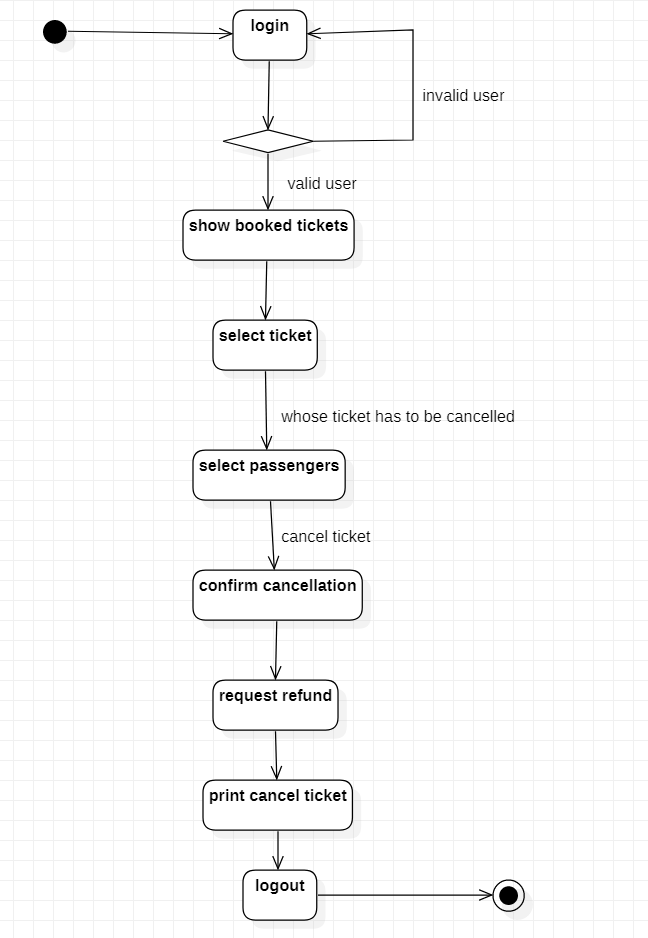 login
invalid user
valid user
show booked tickets
select ticket
whose ticket has to be cancelled
select passengers
cancel ticket
confirm cancellation
request refund
print cancel ticket
logout